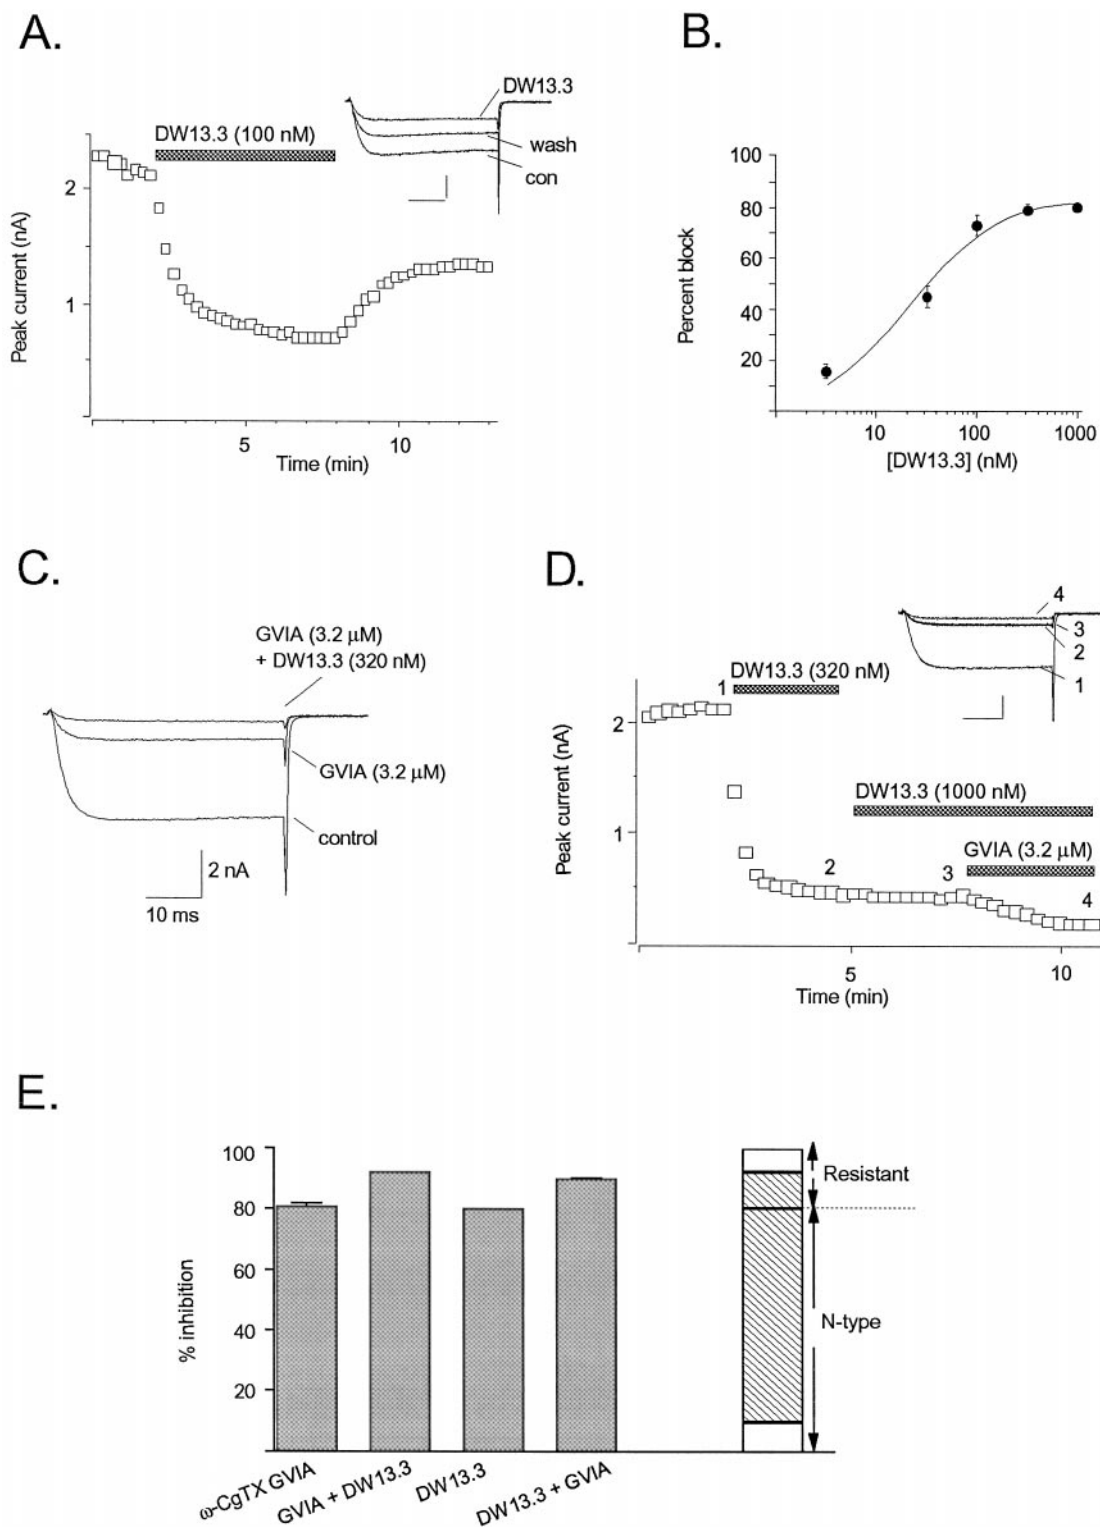 A.
DW13.3 (100 nM)
DW13.3
wash
con
2
1
Peak current (nA)
5
10
Time (min)
B.
100
80
60
40
20
Percent block
10
100
1000
[DW13.3] (nM)
C.
GVIA (3.2 μM)
+ DW13.3 (320 nM)
GVIA (3.2 μM)
control
2 nA
10 ms
D.
4
3
2
1
1
DW13.3 (320 nM)
2
DW13.3 (1000 nM)
1
GVIA (3.2 μM)
2
3
4
Peak current (nA)
5
10
Time (min)
E.
100
80
60
40
20
% inhibition
ω-CgTX GVIA
GVIA + DW13.3
DW13.3
DW13.3 + GVIA
Resistant
N-type